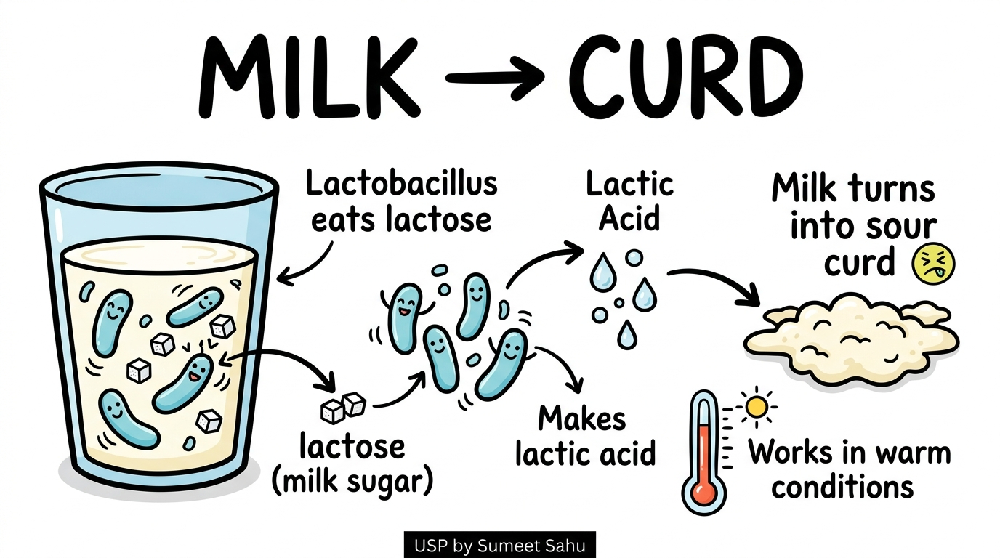 MILK → CURD
Lactobacillus
eats lactose
Lactic
Acid
Milk turns
into sour
curd
lactose
(milk sugar)
Makes
lactic acid
Works in warm
conditions
USP by Sumeet Sahu